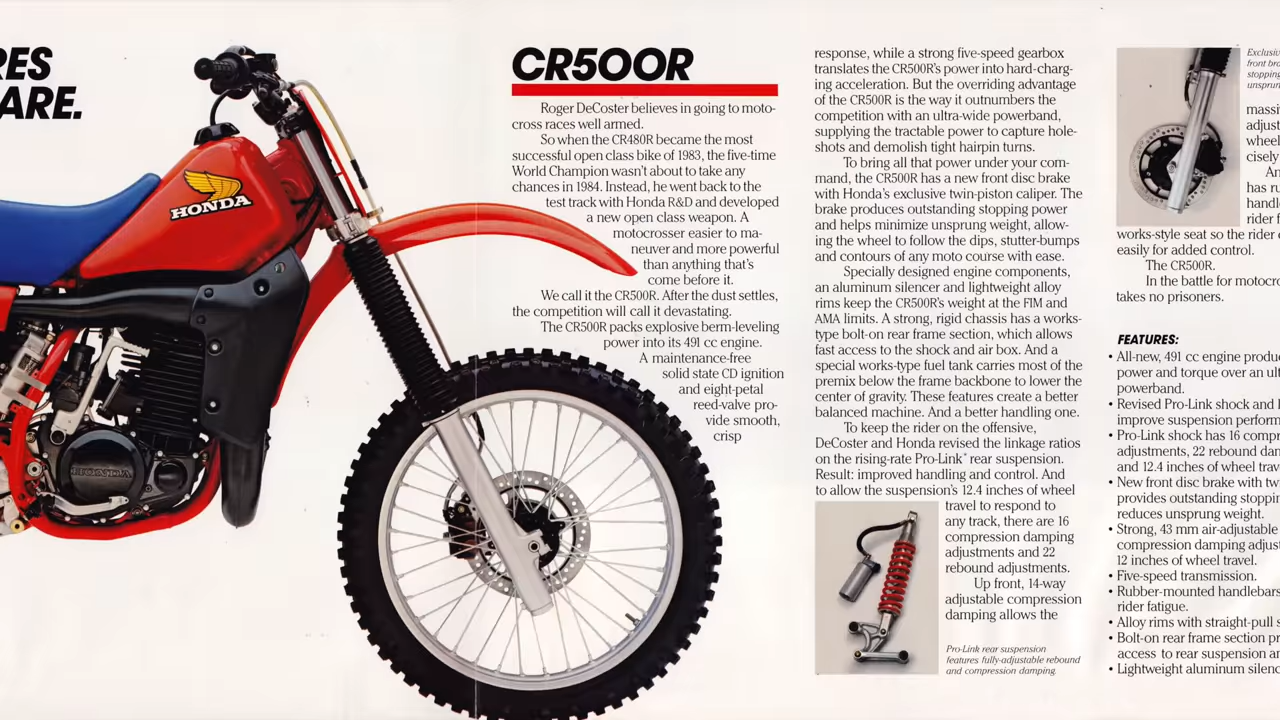 RES
ARE.
HONDA
HONDA
CR500R
Roger DeCoster believes in going to moto-
cross races well armed.
So when the CR480R became the most
successful open class bike of 1983, the five-time
World Champion wasn't about to take any
chances in 1984. Instead, he went back to the
test track with Honda R&D and developed
a new open class weapon. A
motocrosser easier to ma-
neuver and more powerful
than anything that's
come before it.
We call it the CR500R. After the dust settles,
the competition will call it devastating.
The CR500R packs explosive berm-leveling
power into its 491 cc engine.
A maintenance-free
solid state CD ignition
and eight-petal
reed-valve pro-
vide smooth,
crisp
response, while a strong five-speed gearbox
translates the CR500R's power into hard-charg-
ing acceleration. But the overriding advantage
of the CR500R is the way it outnumbers the
competition with an ultra-wide powerband,
supplying the tractable power to capture hole-
shots and demolish tight hairpin turns.
To bring all that power under your com-
mand, the CR500R has a new front disc brake
with Honda's exclusive twin-piston caliper. The
brake produces outstanding stopping power
and helps minimize unsprung weight, allow-
ing the wheel to follow the dips, stutter-bumps
and contours of any moto course with ease.
Specially designed engine components,
an aluminum silencer and lightweight alloy
rims keep the CR500R's weight at the FIM and
AMA limits. A strong, rigid chassis has a works-
type bolt-on rear frame section, which allows
fast access to the shock and air box. And a
special works-type fuel tank carries most of the
premix below the frame backbone to lower the
center of gravity. These features create a better
balanced machine. And a better handling one.
To keep the rider on the offensive,
DeCoster and Honda revised the linkage ratios
on the rising-rate Pro-Link* rear suspension.
Result: improved handling and control. And
to allow the suspension's 12.4 inches of wheel
travel to respond to
any track, there are 16
compression damping
adjustments and 22
rebound adjustments.
Up front, 14-way
adjustable compression
damping allows the
Pro-Link rear suspension
features fully-adjustable rebound
and compression damping.
Exclusi
front bra
stopping
unsprun
massi
adjust
wheel
cisely
An
has ru
handl
rider f
works-style seat so the rider c
easily for added control.
The CR500R.
In the battle for motocro
takes no prisoners.
FEATURES:
• All-new, 491 cc engine produ
power and torque over an ult
powerband.
• Revised Pro-Link shock and l
improve suspension perform
• Pro-Link shock has 16 compr
adjustments, 22 rebound dam
and 12.4 inches of wheel trav
• New front disc brake with tw
provides outstanding stoppin
reduces unsprung weight.
• Strong, 43 mm air-adjustable
compression damping adjust
12 inches of wheel travel.
• Five-speed transmission.
• Rubber-mounted handlebars
rider fatigue.
• Alloy rims with straight-pull s
• Bolt-on rear frame section pr
access to rear suspension an
• Lightweight aluminum silenc